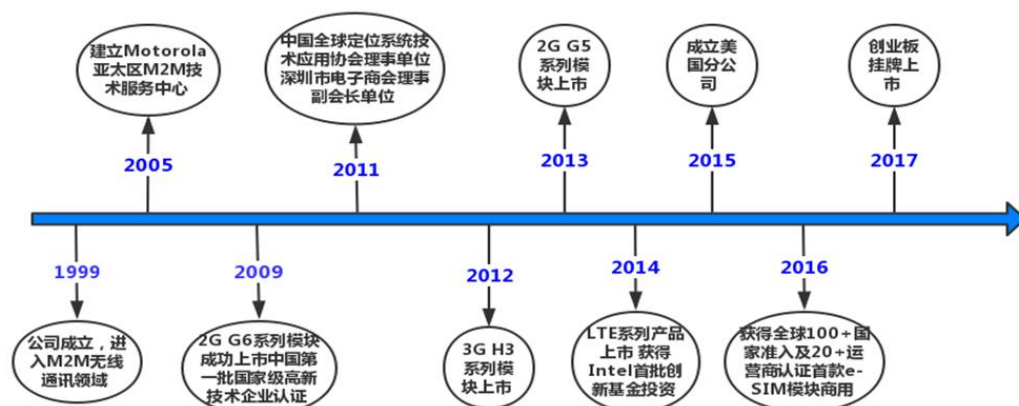 建立Motorola
亚太区M2M技
术服务中心
中国全球定位系统技
术应用协会理事单位
深圳市电子商会理事
副会长单位
2G G5
系列模
块上市
成立美
国分公
司
创业板
挂牌上
市
2005
2011
2013
2015
2017
1999
2009
2012
2014
2016
公司成立，进
入M2M无线
通讯领域
2G G6系列模块
成功上市中国第
一批国家级高新
技术企业认证
3G H3
系列模
块上市
LTE系列产品
上市 获得
Intel首批创
新基金投资
获得全球100+国
家准入及20+运
营商认证首款e-
SIM模块商用